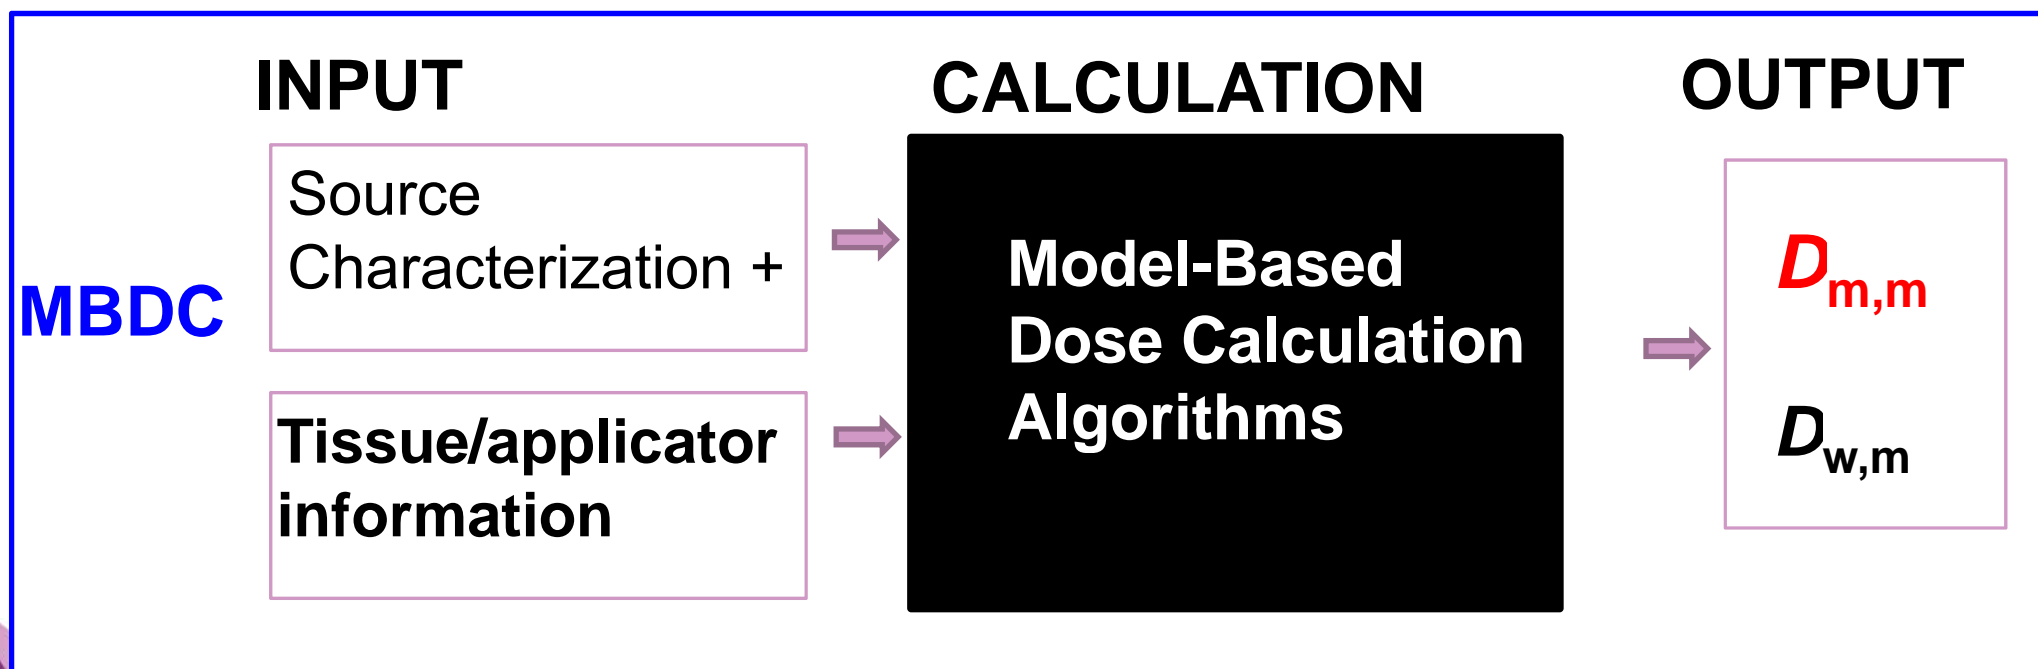 INPUT
CALCULATION
OUTPUT
MBDC
Source
Characterization +
Tissue/applicator
information
Model-Based
Dose Calculation
Algorithms
Dm,m
Dw,m